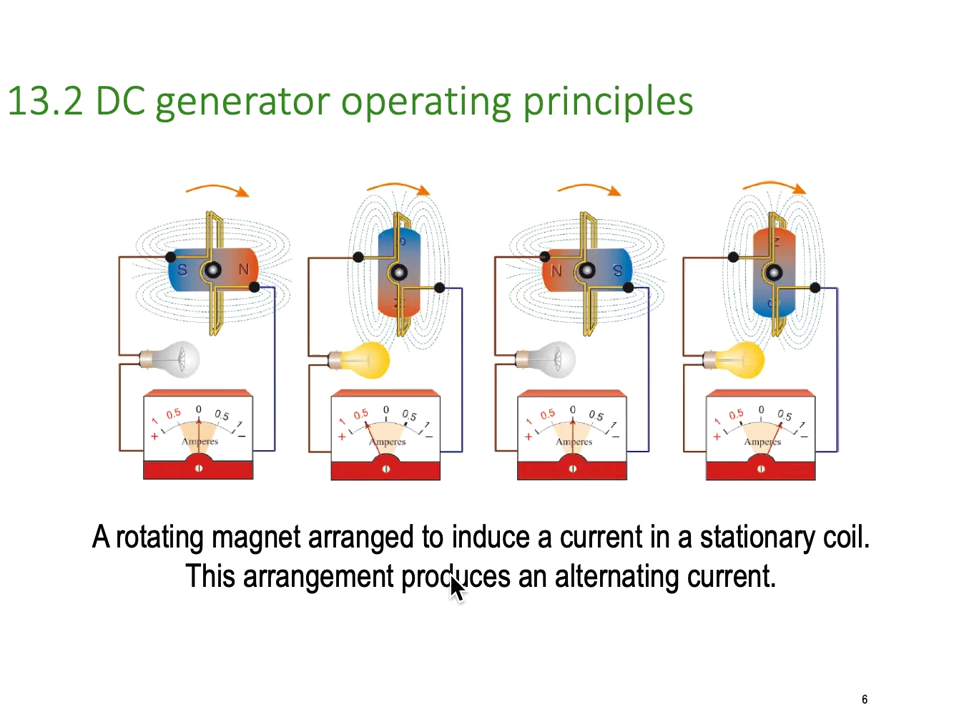 13.2 DC generator operating principles
S N
S
N
N S
N
S
1 0.5 0 0.5 1
+ Amperes −
1 0.5 0 0.5 1
+ Amperes −
1 0.5 0 0.5 1
+ Amperes −
1 0.5 0 0.5 1
+ Amperes −
A rotating magnet arranged to induce a current in a stationary coil.
This arrangement produces an alternating current.
6